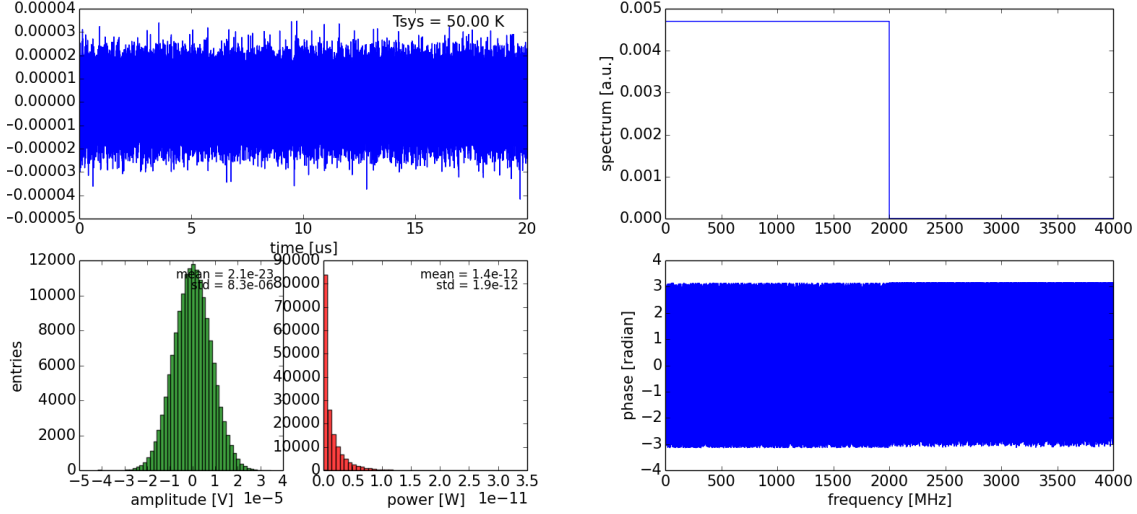 Tsys = 50.00 K
0.00004
0.00003
0.00002
0.00001
0.00000
−0.00001
−0.00002
−0.00003
−0.00004
−0.00005
0 5 10 15 20
time [us]
0.005
0.004
0.003
0.002
0.001
0.000
spectrum [a.u.]
0 500 1000 1500 2000 2500 3000 3500 4000
mean = 2.1e-23
std = 8.3e-06
12000
10000
8000
6000
4000
2000
0
entries
−5 −4 −3 −2 −1 0 1 2 3 4
1e−5
amplitude [V]
mean = 1.4e-12
std = 1.9e-12
90000
80000
70000
60000
50000
40000
30000
20000
10000
0
0.0 0.5 1.0 1.5 2.0 2.5 3.0 3.5
1e−11
power [W]
4
3
2
1
0
−1
−2
−3
−4
phase [radian]
0 500 1000 1500 2000 2500 3000 3500 4000
frequency [MHz]